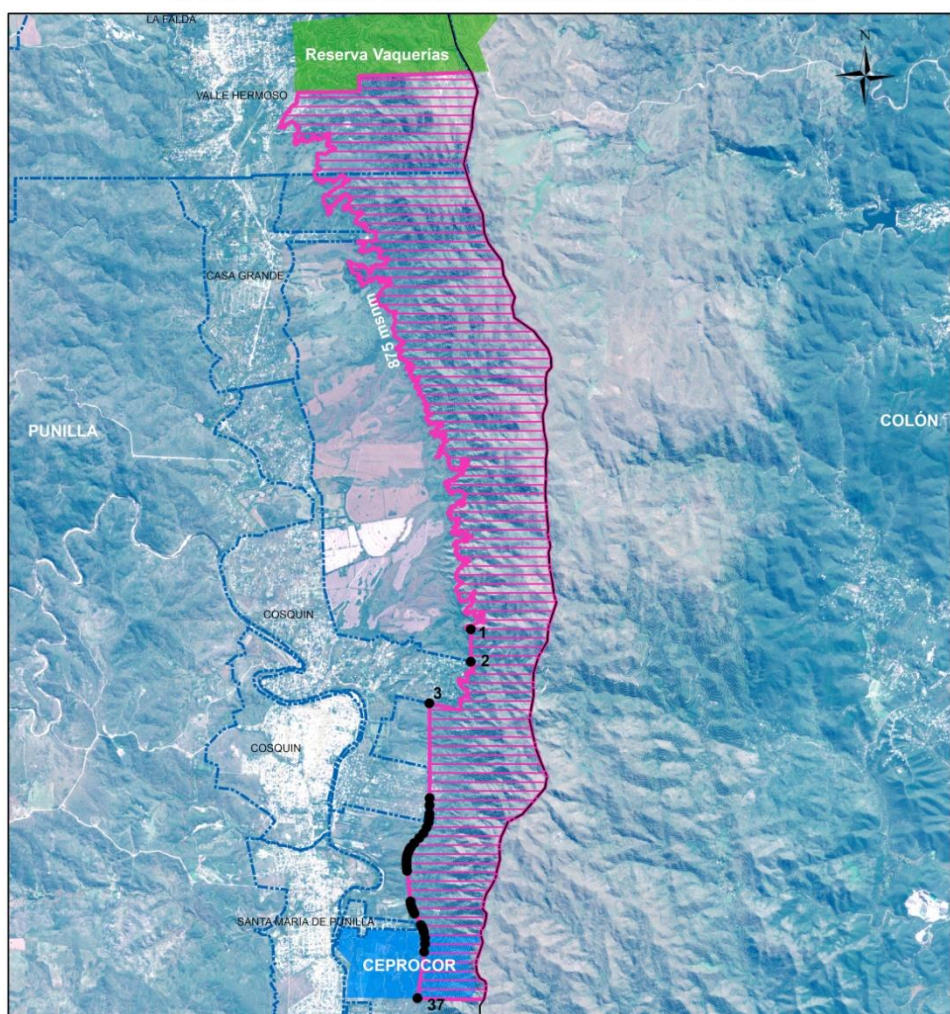 LA FALDA
Reserva Vaquerías
N
VALLE HERMOSO
CASA GRANDE
875 msnm
PUNILLA
COLÓN
COSQUIN
1
2
3
COSQUIN
SANTA MARIA DE PUNILLA
CEPROCOR
37